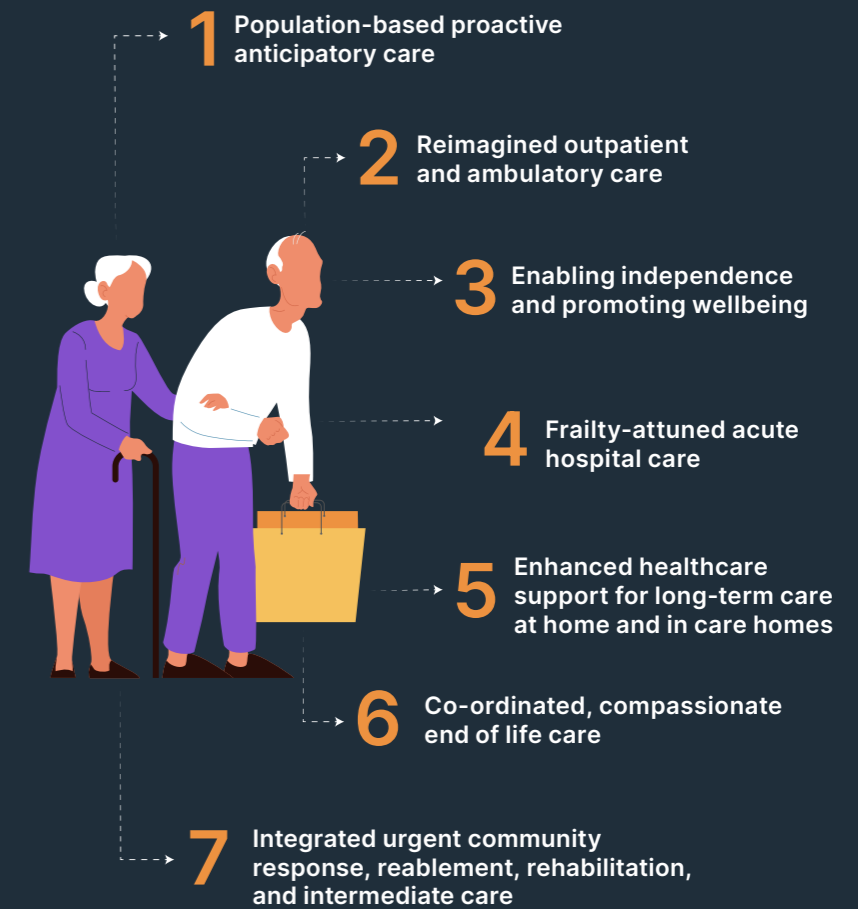 1 Population-based proactive
anticipatory care
2 Reimagined outpatient
and ambulatory care
3 Enabling independence
and promoting wellbeing
4 Frailty-attuned acute
hospital care
5 Enhanced healthcare
support for long-term care
at home and in care homes
6 Co-ordinated, compassionate
end of life care
7 Integrated urgent community
response, reablement, rehabilitation,
and intermediate care